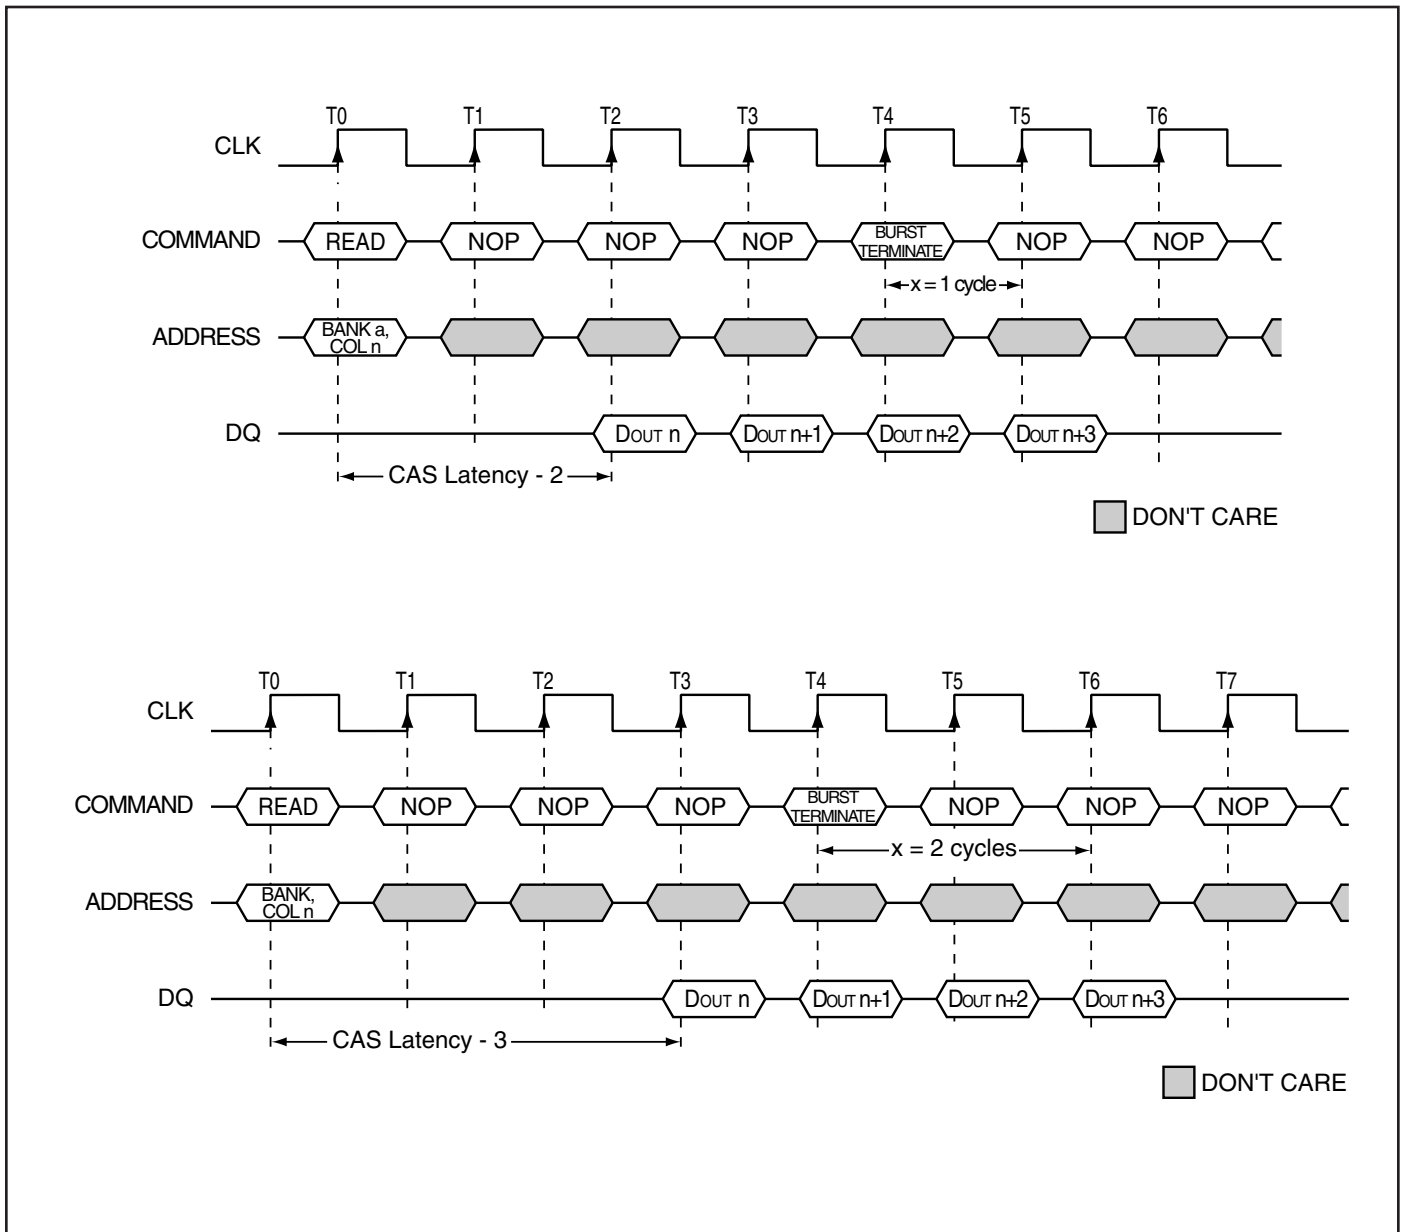 T0 T1 T2 T3 T4 T5 T6
CLK
COMMAND READ NOP NOP NOP BURST TERMINATE NOP NOP
x = 1 cycle
ADDRESS BANK a, COL n
DQ DOUT n DOUT n+1 DOUT n+2 DOUT n+3
CAS Latency - 2
DON'T CARE
T0 T1 T2 T3 T4 T5 T6 T7
CLK
COMMAND READ NOP NOP NOP BURST TERMINATE NOP NOP NOP
x = 2 cycles
ADDRESS BANK, COL n
DQ DOUT n DOUT n+1 DOUT n+2 DOUT n+3
CAS Latency - 3
DON'T CARE